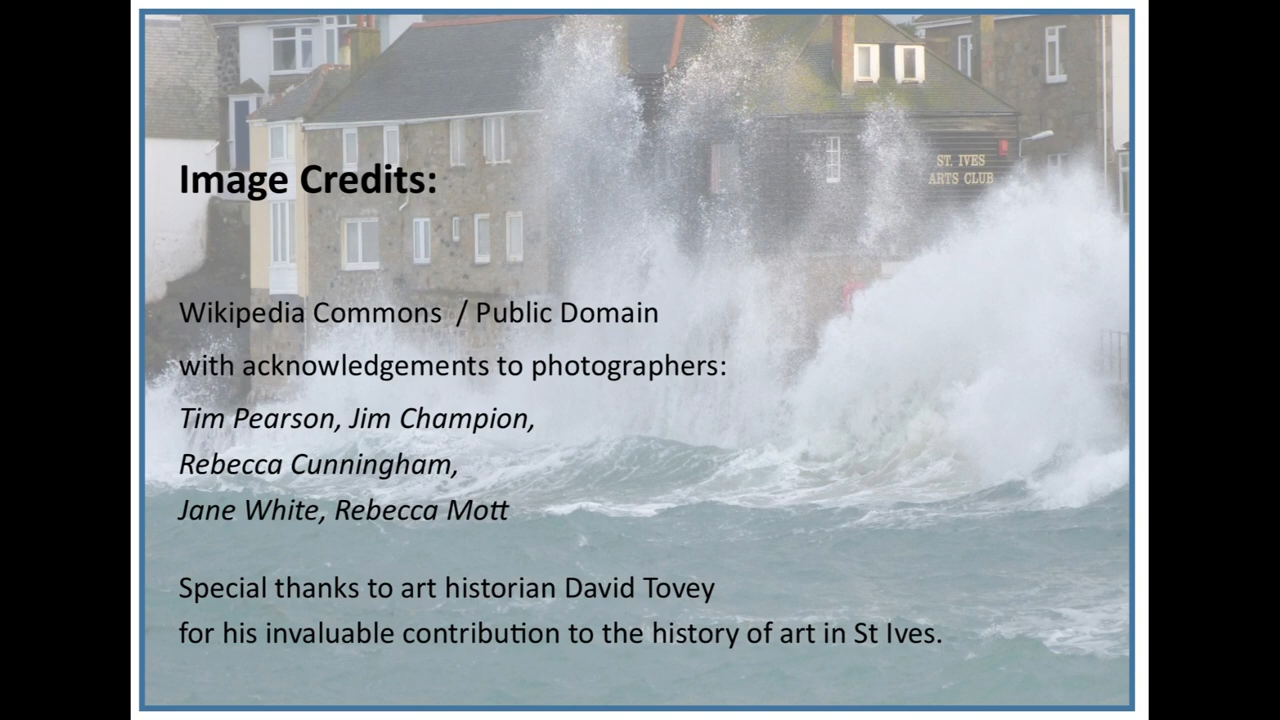 ST. IVES
ARTS CLUB
Image Credits:
Wikipedia Commons / Public Domain
with acknowledgements to photographers:
Tim Pearson, Jim Champion,
Rebecca Cunningham,
Jane White, Rebecca Mott
Special thanks to art historian David Tovey
for his invaluable contribution to the history of art in St Ives.